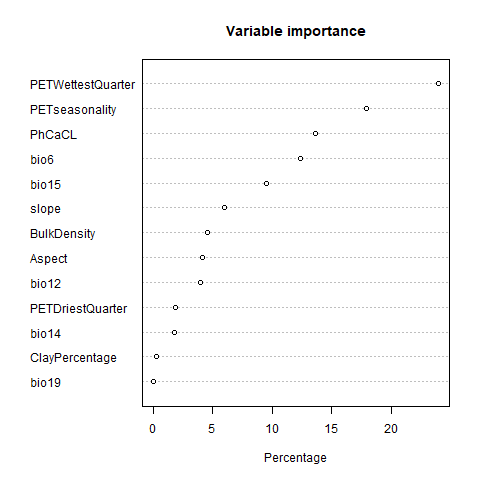 Variable importance
PETWettestQuarter
PETseasonality
PhCaCL
bio6
bio15
slope
BulkDensity
Aspect
bio12
PETDriestQuarter
bio14
ClayPercentage
bio19
0 5 10 15 20
Percentage